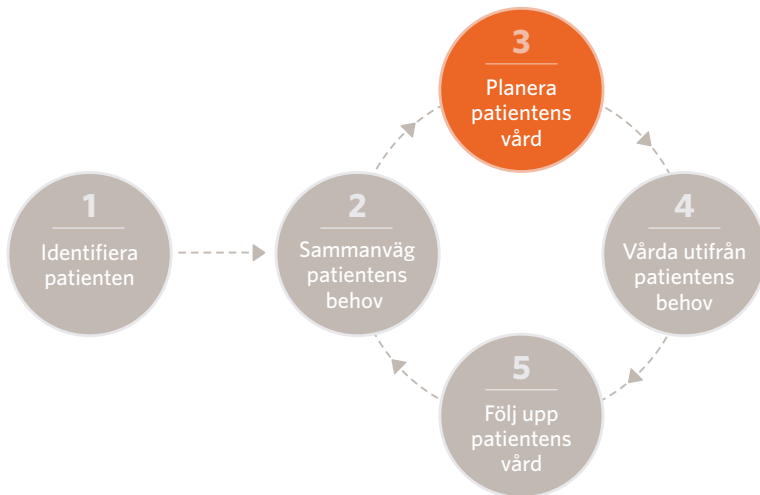 1
Identifiera
patienten
2
Sammanväg
patientens
behov
3
Planera
patientens
vård
4
Vårda utifrån
patientens
behov
5
Följ upp
patientens
vård